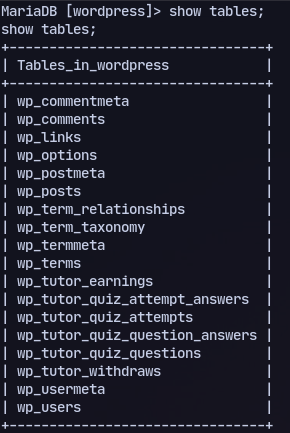 MariaDB [wordpress]> show tables;
show tables;
+-------------------------------+
| Tables_in_wordpress           |
+-------------------------------+
| wp_commentmeta                |
| wp_comments                   |
| wp_links                      |
| wp_options                    |
| wp_postmeta                   |
| wp_posts                      |
| wp_term_relationships         |
| wp_term_taxonomy              |
| wp_termmeta                   |
| wp_terms                      |
| wp_tutor_earnings             |
| wp_tutor_quiz_attempt_answers |
| wp_tutor_quiz_attempts        |
| wp_tutor_quiz_question_answers |
| wp_tutor_quiz_questions       |
| wp_tutor_withdraws            |
| wp_usermeta                   |
| wp_users                      |
+-------------------------------+